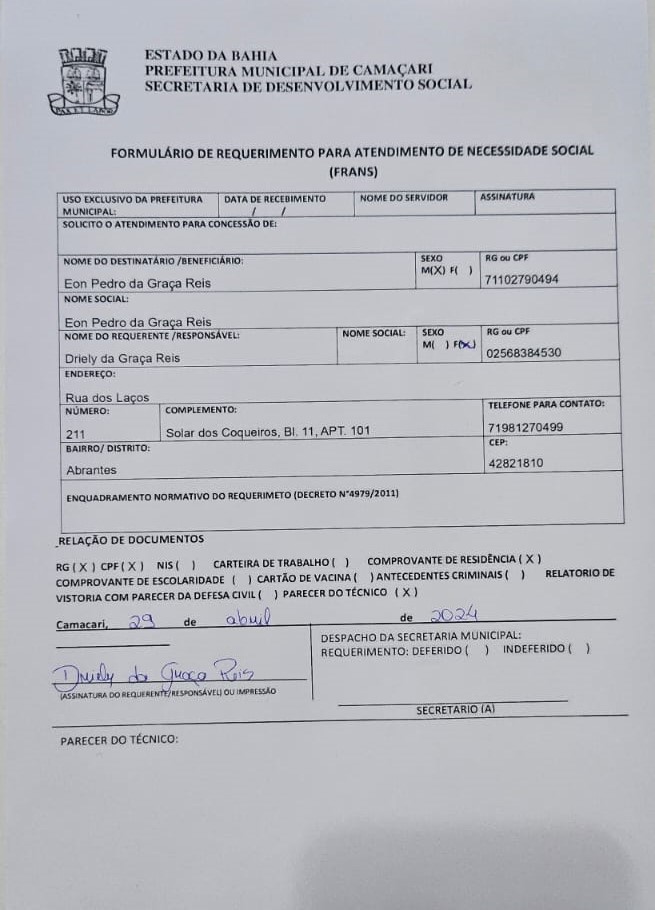 ESTADO DA BAHIA
PREFEITURA MUNICIPAL DE CAMAÇARI
SECRETARIA DE DESENVOLVIMENTO SOCIAL
FORMULÁRIO DE REQUERIMENTO PARA ATENDIMENTO DE NECESSIDADE SOCIAL
(FRANS)
USO EXCLUSIVO DA PREFEITURA MUNICIPAL: DATA DE RECEBIMENTO / / NOME DO SERVIDOR ASSINATURA
SOLICITO O ATENDIMENTO PARA CONCESSÃO DE:
NOME DO DESTINATÁRIO /BENEFICIÁRIO: SEXO RG ou CPF
Eon Pedro da Graça Reis M(X) F( ) 71102790494
NOME SOCIAL:
Eon Pedro da Graça Reis
NOME DO REQUERENTE /RESPONSÁVEL: NOME SOCIAL: SEXO RG ou CPF
Driely da Graça Reis M( ) F(X) 02568384530
ENDEREÇO:
Rua dos Laços
NÚMERO: COMPLEMENTO: TELEFONE PARA CONTATO:
211 Solar dos Coqueiros, Bl. 11, APT. 101 71981270499
BAIRRO/ DISTRITO: CEP:
Abrantes 42821810
ENQUADRAMENTO NORMATIVO DO REQUERIMETO (DECRETO N°4979/2011)
RELAÇÃO DE DOCUMENTOS
RG ( X ) CPF ( X ) NIS ( ) CARTEIRA DE TRABALHO ( ) COMPROVANTE DE RESIDÊNCIA ( X )
COMPROVANTE DE ESCOLARIDADE ( ) CARTÃO DE VACINA ( ) ANTECEDENTES CRIMINAIS ( ) RELATORIO DE
VISTORIA COM PARECER DA DEFESA CIVIL ( ) PARECER DO TÉCNICO ( X )
Camacari, 29 de abril de 2024
DESPACHO DA SECRETARIA MUNICIPAL:
REQUERIMENTO: DEFERIDO ( ) INDEFERIDO ( )
Driely da Graça Reis
(ASSINATURA DO REQUERENTE/RESPONSÁVEL) OU IMPRESSÃO
SECRETARIO (A)
PARECER DO TÉCNICO: